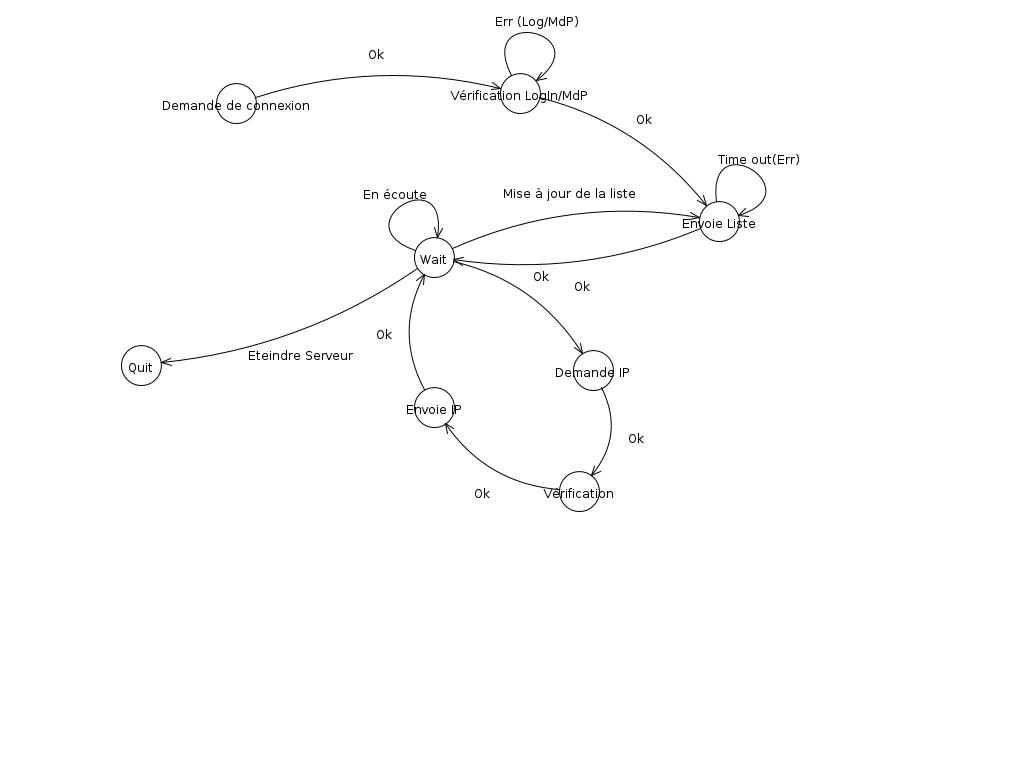 Err (Log/MdP)
Ok
Vérification LogIn/MdP
Demande de connexion
Ok
Time out(Err)
En écoute
Mise à jour de la liste
Envoie Liste
Wait
Ok
Ok
Ok
Eteindre Serveur
Quit
Demande IP
Envoie IP
Ok
Ok
Vérification